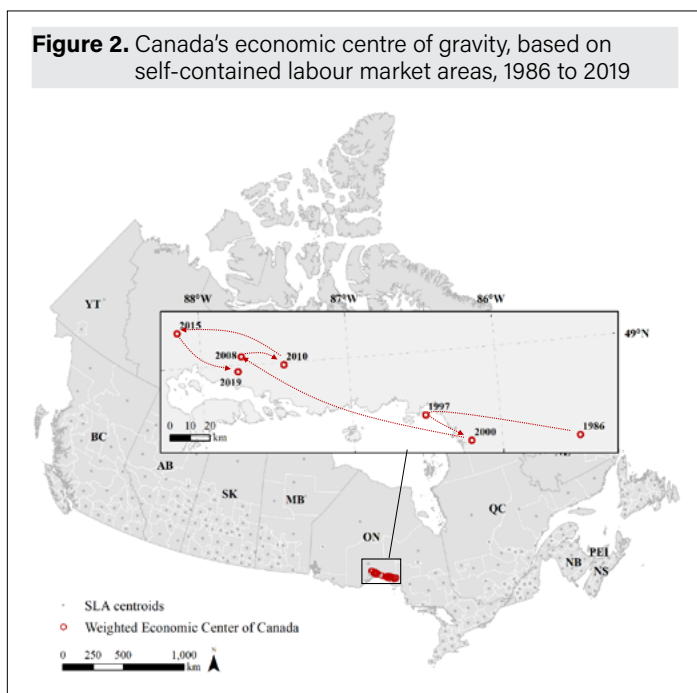 Figure 2. Canada's economic centre of gravity, based on
self-contained labour market areas, 1986 to 2019
YT
88°W
87°W
86°W
49°N
2015
2008
2010
2019
1997
2000
1986
0 10 20
km
BC
AB
SK
MB
ON
QC
NB
PEI
NS
SLA centroids
Weighted Economic Center of Canada
0 250 500 1,000
km
N